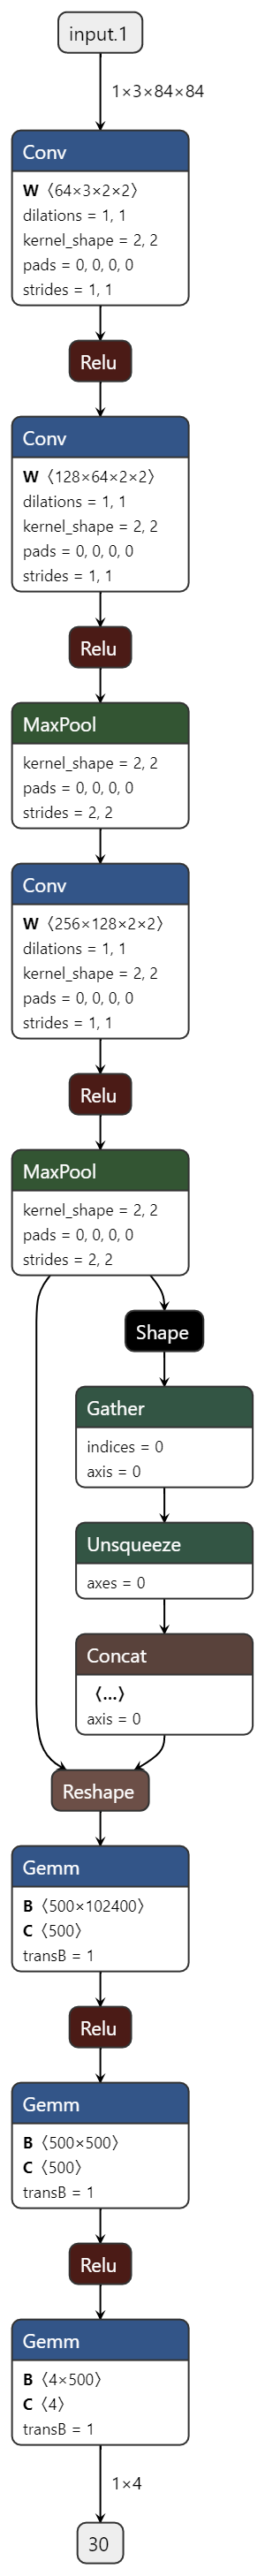 input.1
1×3×84×84
Conv
W 〈64×3×2×2〉
dilations = 1, 1
kernel_shape = 2, 2
pads = 0, 0, 0, 0
strides = 1, 1
Relu
Conv
W 〈128×64×2×2〉
dilations = 1, 1
kernel_shape = 2, 2
pads = 0, 0, 0, 0
strides = 1, 1
Relu
MaxPool
kernel_shape = 2, 2
pads = 0, 0, 0, 0
strides = 2, 2
Conv
W 〈256×128×2×2〉
dilations = 1, 1
kernel_shape = 2, 2
pads = 0, 0, 0, 0
strides = 1, 1
Relu
MaxPool
kernel_shape = 2, 2
pads = 0, 0, 0, 0
strides = 2, 2
Shape
Gather
indices = 0
axis = 0
Unsqueeze
axes = 0
Concat
〈...〉
axis = 0
Reshape
Gemm
B 〈500×102400〉
C 〈500〉
transB = 1
Relu
Gemm
B 〈500×500〉
C 〈500〉
transB = 1
Relu
Gemm
B 〈4×500〉
C 〈4〉
transB = 1
1×4
30